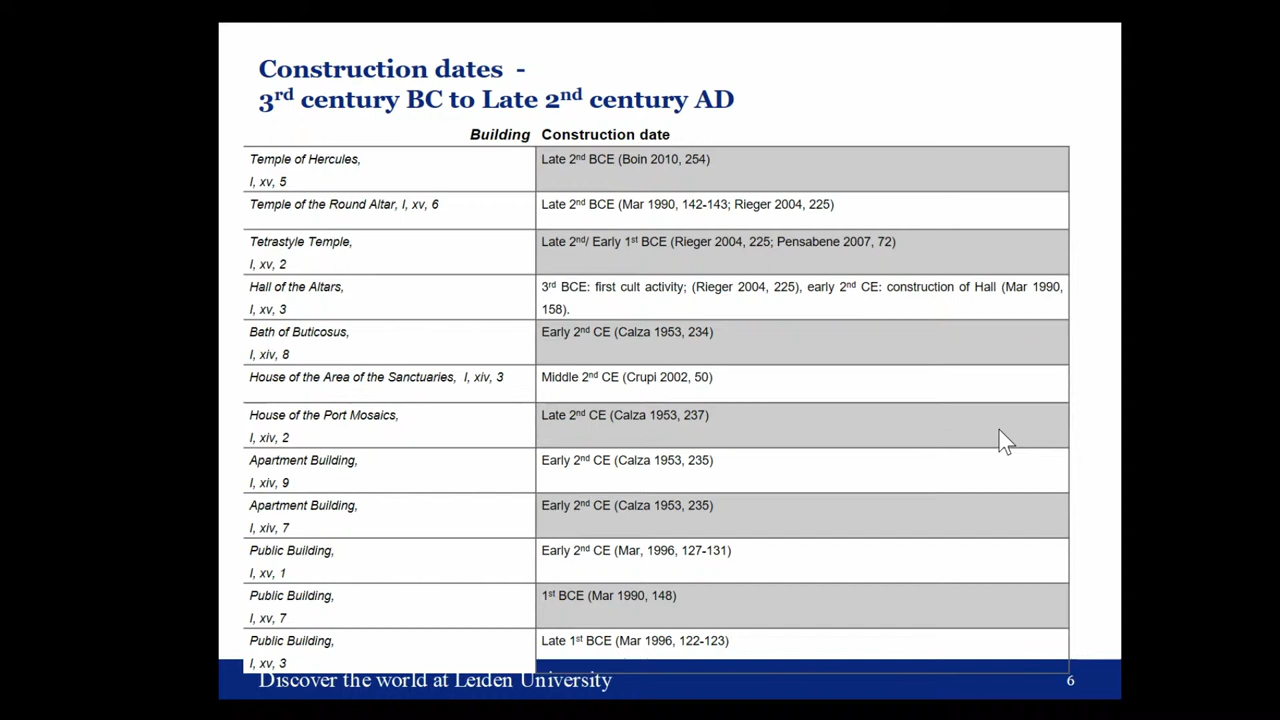 Construction dates -
3rd century BC to Late 2nd century AD
Building Construction date
Temple of Hercules,
I, xv, 5
Late 2nd BCE (Boin 2010, 254)
Temple of the Round Altar, I, xv, 6
Late 2nd BCE (Mar 1990, 142-143; Rieger 2004, 225)
Tetrastyle Temple,
I, xv, 2
Late 2nd/ Early 1st BCE (Rieger 2004, 225; Pensabene 2007, 72)
Hall of the Altars,
I, xv, 3
3rd BCE: first cult activity; (Rieger 2004, 225), early 2nd CE: construction of Hall (Mar 1990,
158).
Bath of Buticosus,
I, xiv, 8
Early 2nd CE (Calza 1953, 234)
House of the Area of the Sanctuaries, I, xiv, 3
Middle 2nd CE (Crupi 2002, 50)
House of the Port Mosaics,
I, xiv, 2
Late 2nd CE (Calza 1953, 237)
Apartment Building,
I, xiv, 9
Early 2nd CE (Calza 1953, 235)
Apartment Building,
I, xiv, 7
Early 2nd CE (Calza 1953, 235)
Public Building,
I, xv, 1
Early 2nd CE (Mar, 1996, 127-131)
Public Building,
I, xv, 7
1st BCE (Mar 1990, 148)
Public Building,
I, xv, 3
Late 1st BCE (Mar 1996, 122-123)
Discover the world at Leiden University
6